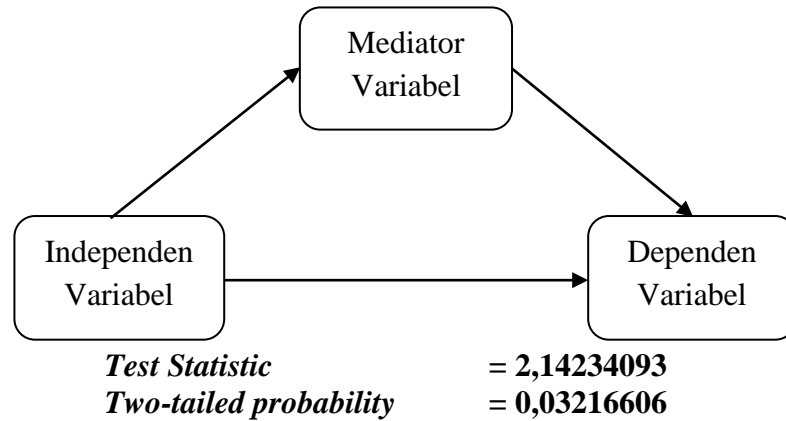 Mediator
Variabel
Independen
Variabel
Dependen
Variabel
Test Statistic = 2,14234093
Two-tailed probability = 0,03216606